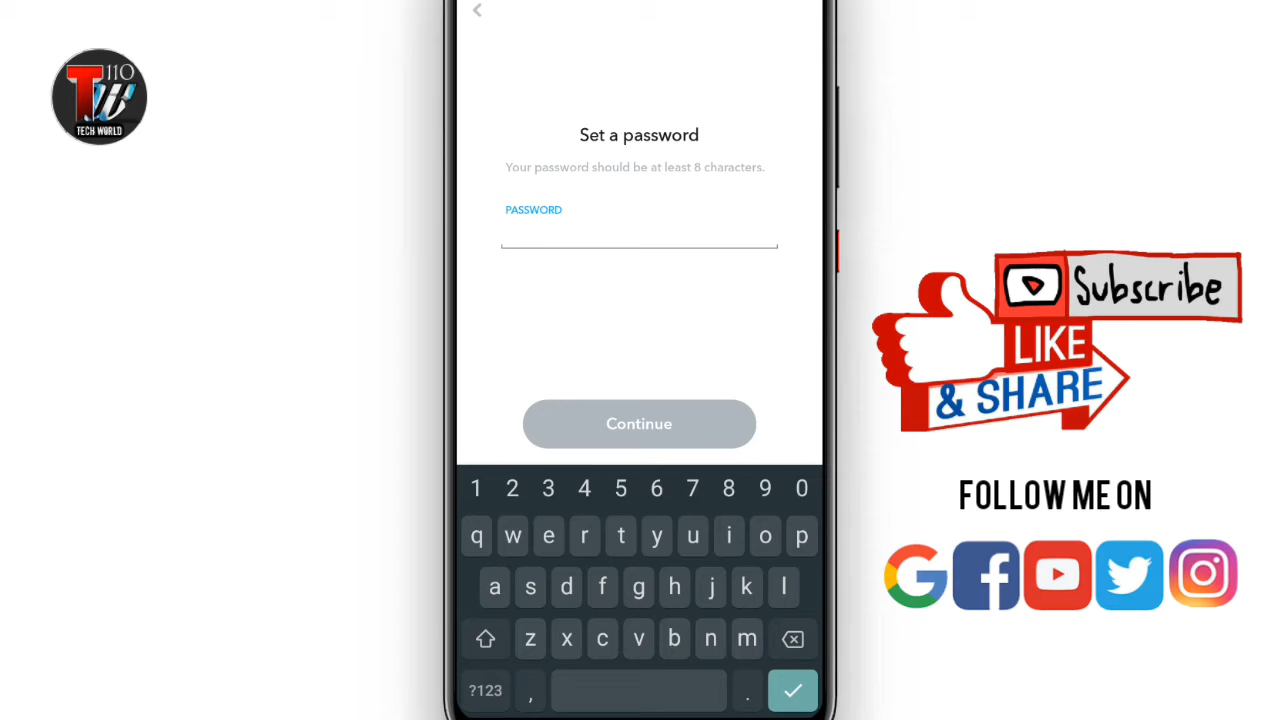 T 110
W
TECH WORLD
Set a password
Your password should be at least 8 characters.
PASSWORD
Continue
1 2 3 4 5 6 7 8 9 0
q w e r t y u i o p
a s d f g h j k l
z x c v b n m
?123 , .
Subscribe
LIKE
& SHARE
FOLLOW ME ON
G f